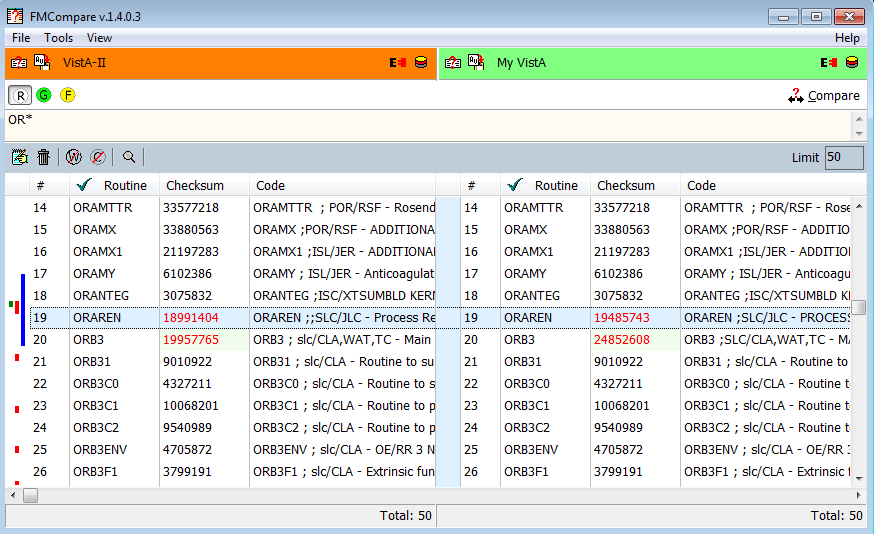 FMCompare v.1.4.0.3
File Tools View Help
VistA-II E My VistA E
R G F Compare
OR*
Limit 50
# Routine Checksum Code # Routine Checksum Code
14 ORAMTTR 33577218 ORAMTTR ; POR/RSF - Rosend 14 ORAMTTR 33577218 ORAMTTR ; POR/RSF - Rose
15 ORAMX 33880563 ORAMX ;POR/RSF - ADDITIONA 15 ORAMX 33880563 ORAMX ;POR/RSF - ADDITIO
16 ORAMX1 21197283 ORAMX1 ;ISL/JER - ADDITIONA 16 ORAMX1 21197283 ORAMX1 ;ISL/JER - ADDITIO
17 ORAMY 6102386 ORAMY ; ISL/JER - Anticoagulat 17 ORAMY 6102386 ORAMY ; ISL/JER - Anticoagul
18 ORANTEG 3075832 ORANTEG ;ISC/XTSUMBLD KERN 18 ORANTEG 3075832 ORANTEG ;ISC/XTSUMBLD KE
19 ORAREN 18991404 ORAREN ;;SLC/JLC - Process Re 19 ORAREN 19485743 ORAREN ;SLC/JLC - PROCESS
20 ORB3 19957765 ORB3 ; slc/CLA,WAT,TC - Main 20 ORB3 24852608 ORB3 ;SLC/CLA,WAT,TC - MA
21 ORB31 9010922 ORB31 ; slc/CLA - Routine to su 21 ORB31 9010922 ORB31 ; slc/CLA - Routine to
22 ORB3C0 4327211 ORB3C0 ; slc/CLA - Routine to s 22 ORB3C0 4327211 ORB3C0 ; slc/CLA - Routine t
23 ORB3C1 10068201 ORB3C1 ; slc/CLA - Routine to p 23 ORB3C1 10068201 ORB3C1 ; slc/CLA - Routine t
24 ORB3C2 9540989 ORB3C2 ; slc/CLA - Routine to p 24 ORB3C2 9540989 ORB3C2 ; slc/CLA - Routine t
25 ORB3ENV 4705872 ORB3ENV ; slc/CLA - OE/RR 3 N 25 ORB3ENV 4705872 ORB3ENV ; slc/CLA - OE/RR
26 ORB3F1 3799191 ORB3F1 ; slc/CLA - Extrinsic fun 26 ORB3F1 3799191 ORB3F1 ; slc/CLA - Extrinsic f
Total: 50 Total: 50